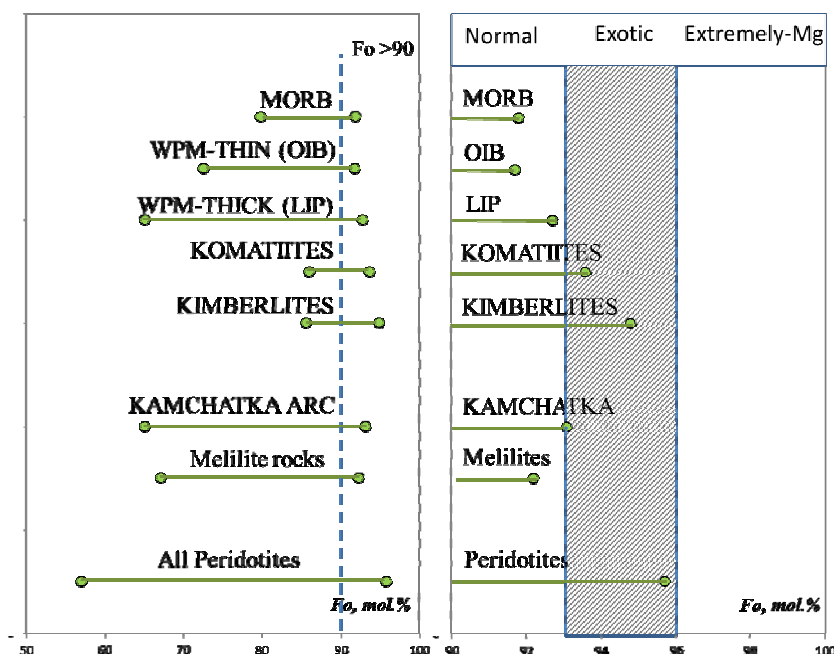 Fo >90
MORB
WPM-THIN (OIB)
WPM-THICK (LIP)
KOMATIITES
KIMBERLITES
KAMCHATKA ARC
Melilite rocks
All Peridotites
Fo, mol.%
50 60 70 80 90 100
Normal Exotic Extremely-Mg
MORB
OIB
LIP
KOMATIITES
KIMBERLITES
KAMCHATKA
Melilites
Peridotites
Fo, mol.%
90 92 94 96 98 100